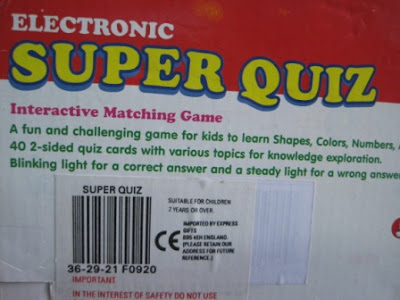 ELECTRONIC
SUPER QUIZ
Interactive Matching Game
A fun and challenging game for kids to learn Shapes, Colors, Numbers,
40 2-sided quiz cards with various topics for knowledge exploration.
Blinking light for a correct answer and a steady light for a wrong answe
SUPER QUIZ
SUITABLE FOR CHILDREN
YEARS OR OVER.
IMPORTED BY EXPRESS
GIFTS
ENGLAND
(PLEASE RETAIN OUR
ADDRESS FOR FUTURE
REFERENCE.)
CE
36-29-21 F0920
IMPORTANT
IN THE INTEREST OF SAFETY DO NOT USE